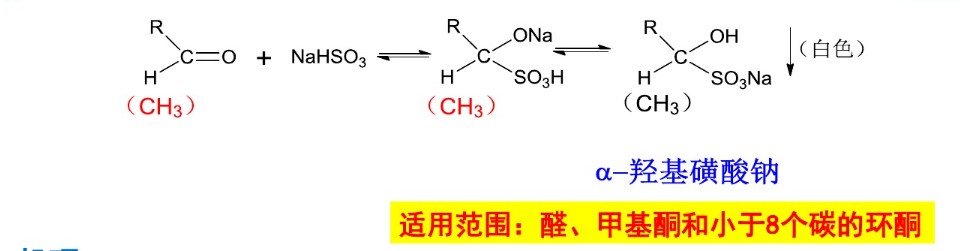 R R R
ONa OH
C=O + NaHSO₃ ⇌ C ⇌ C ↓(白色)
H H SO₃H H SO₃Na
(CH₃) (CH₃) (CH₃)
α-羟基磺酸钠
适用范围：醛、甲基酮和小于8个碳的环酮